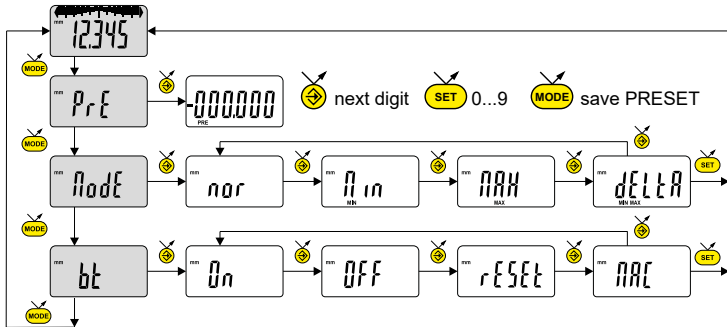 mm 12.345
MODE
mm PrE -000.000 PRE next digit SET 0...9 MODE save PRESET
MODE
mm ModE mm nor mm Min MIN mm MAX MAX mm dELtA MIN MAX SET
MODE
mm bt mm On mm OFF mm rESEt mm MAC SET
MODE